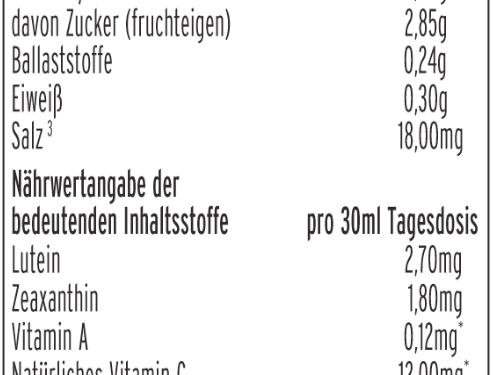 davon Zucker (fruchteigen) 2,85g
Ballaststoffe 0,24g
Eiweiß 0,30g
Salz ³ 18,00mg
Nährwertangabe der
bedeutenden Inhaltsstoffe pro 30ml Tagesdosis
Lutein 2,70mg
Zeaxanthin 1,80mg
Vitamin A 0,12mg*
Natürliches Vitamin C 12,00mg*